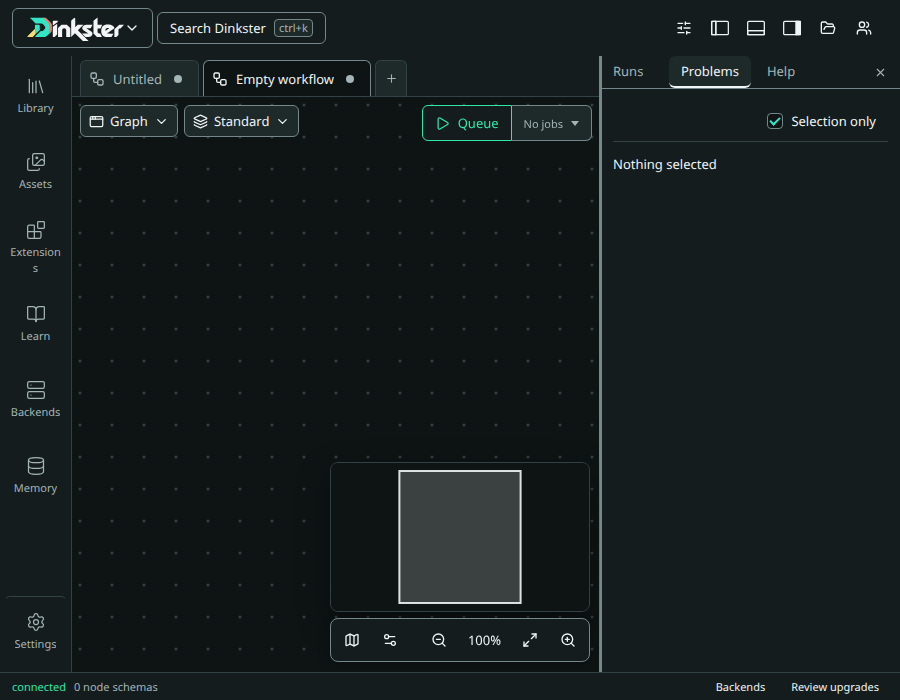 Dinkster
Search Dinkster ctrl+k
Library
Assets
Extension
s
Learn
Backends
Memory
Settings
Untitled
Empty workflow
Graph
Standard
Queue
No jobs
100%
Runs
Problems
Help
Selection only
Nothing selected
connected
0 node schemas
Backends
Review upgrades